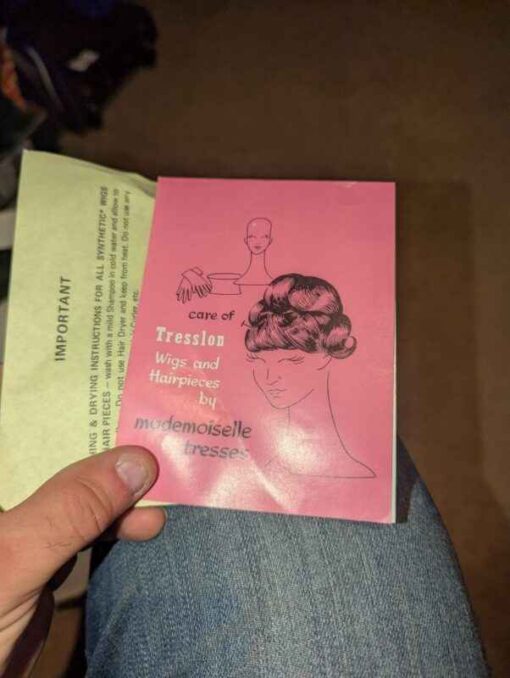 care of
Tresslon
Wigs and
Hairpieces
by
mademoiselle
tresses
IMPORTANT
ING & DRYING INSTRUCTIONS FOR ALL SYNTHETIC* WIGS
AIR PIECES — wash with a mild Shampoo in cold water and allow to
Do not use Hair Dryer and keep from heat. Do not use any
Curler, etc.